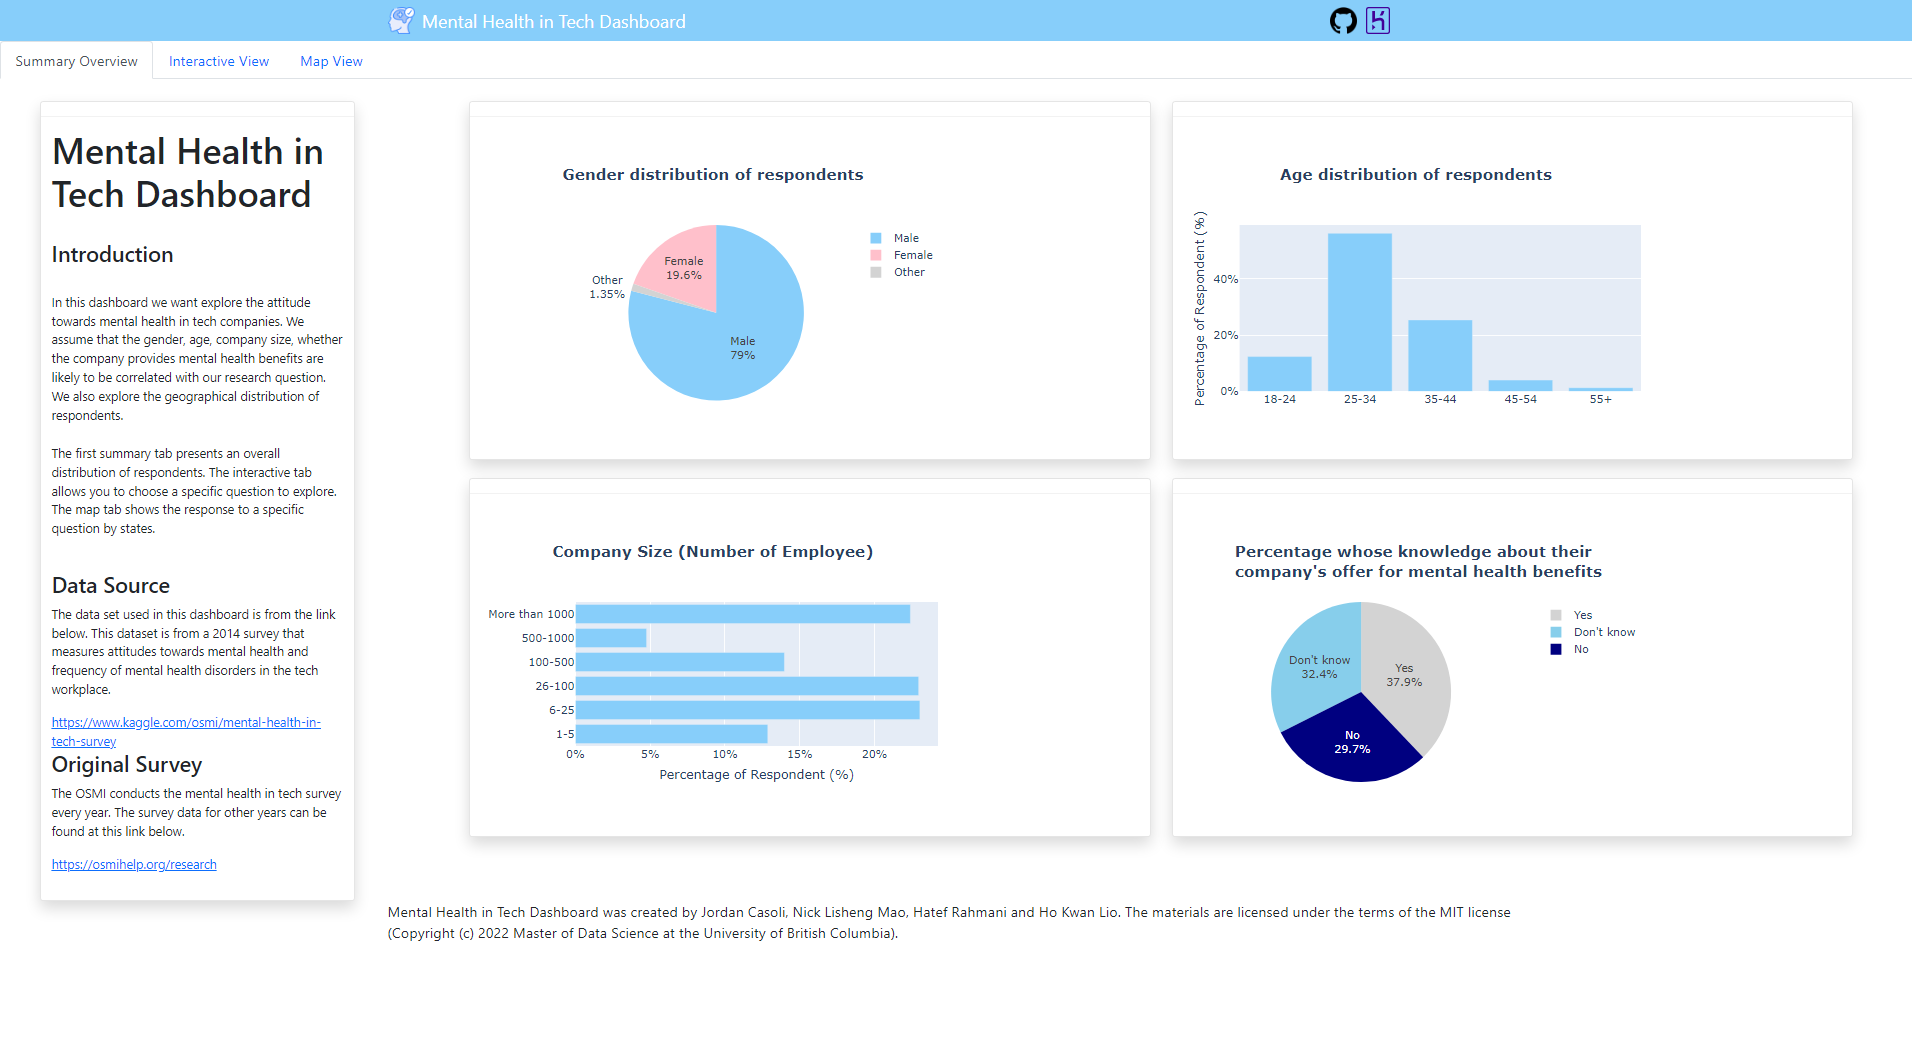 Mental Health in Tech Dashboard
Summary Overview
Interactive View
Map View
Mental Health in
Tech Dashboard
Introduction
In this dashboard we want explore the attitude
towards mental health in tech companies. We
assume that the gender, age, company size, whether
the company provides mental health benefits are
likely to be correlated with our research question.
We also explore the geographical distribution of
respondents.
The first summary tab presents an overall
distribution of respondents. The interactive tab
allows you to choose a specific question to explore.
The map tab shows the response to a specific
question by states.
Data Source
The data set used in this dashboard is from the link
below. This dataset is from a 2014 survey that
measures attitudes towards mental health and
frequency of mental health disorders in the tech
workplace.
https://www.kaggle.com/osmi/mental-health-in-
tech-survey
Original Survey
The OSMI conducts the mental health in tech survey
every year. The survey data for other years can be
found at this link below.
https://osmihelp.org/research
Gender distribution of respondents
Female
19.6%
Other
1.35%
Male
79%
Male
Female
Other
Age distribution of respondents
Percentage of Respondent (%)
40%
20%
0%
18-24
25-34
35-44
45-54
55+
Company Size (Number of Employee)
More than 1000
500-1000
100-500
26-100
6-25
1-5
0%
5%
10%
15%
20%
Percentage of Respondent (%)
Percentage whose knowledge about their
company's offer for mental health benefits
Don't know
32.4%
Yes
37.9%
No
29.7%
Yes
Don't know
No
Mental Health in Tech Dashboard was created by Jordan Casoli, Nick Lisheng Mao, Hatef Rahmani and Ho Kwan Lio. The materials are licensed under the terms of the MIT license
(Copyright (c) 2022 Master of Data Science at the University of British Columbia).